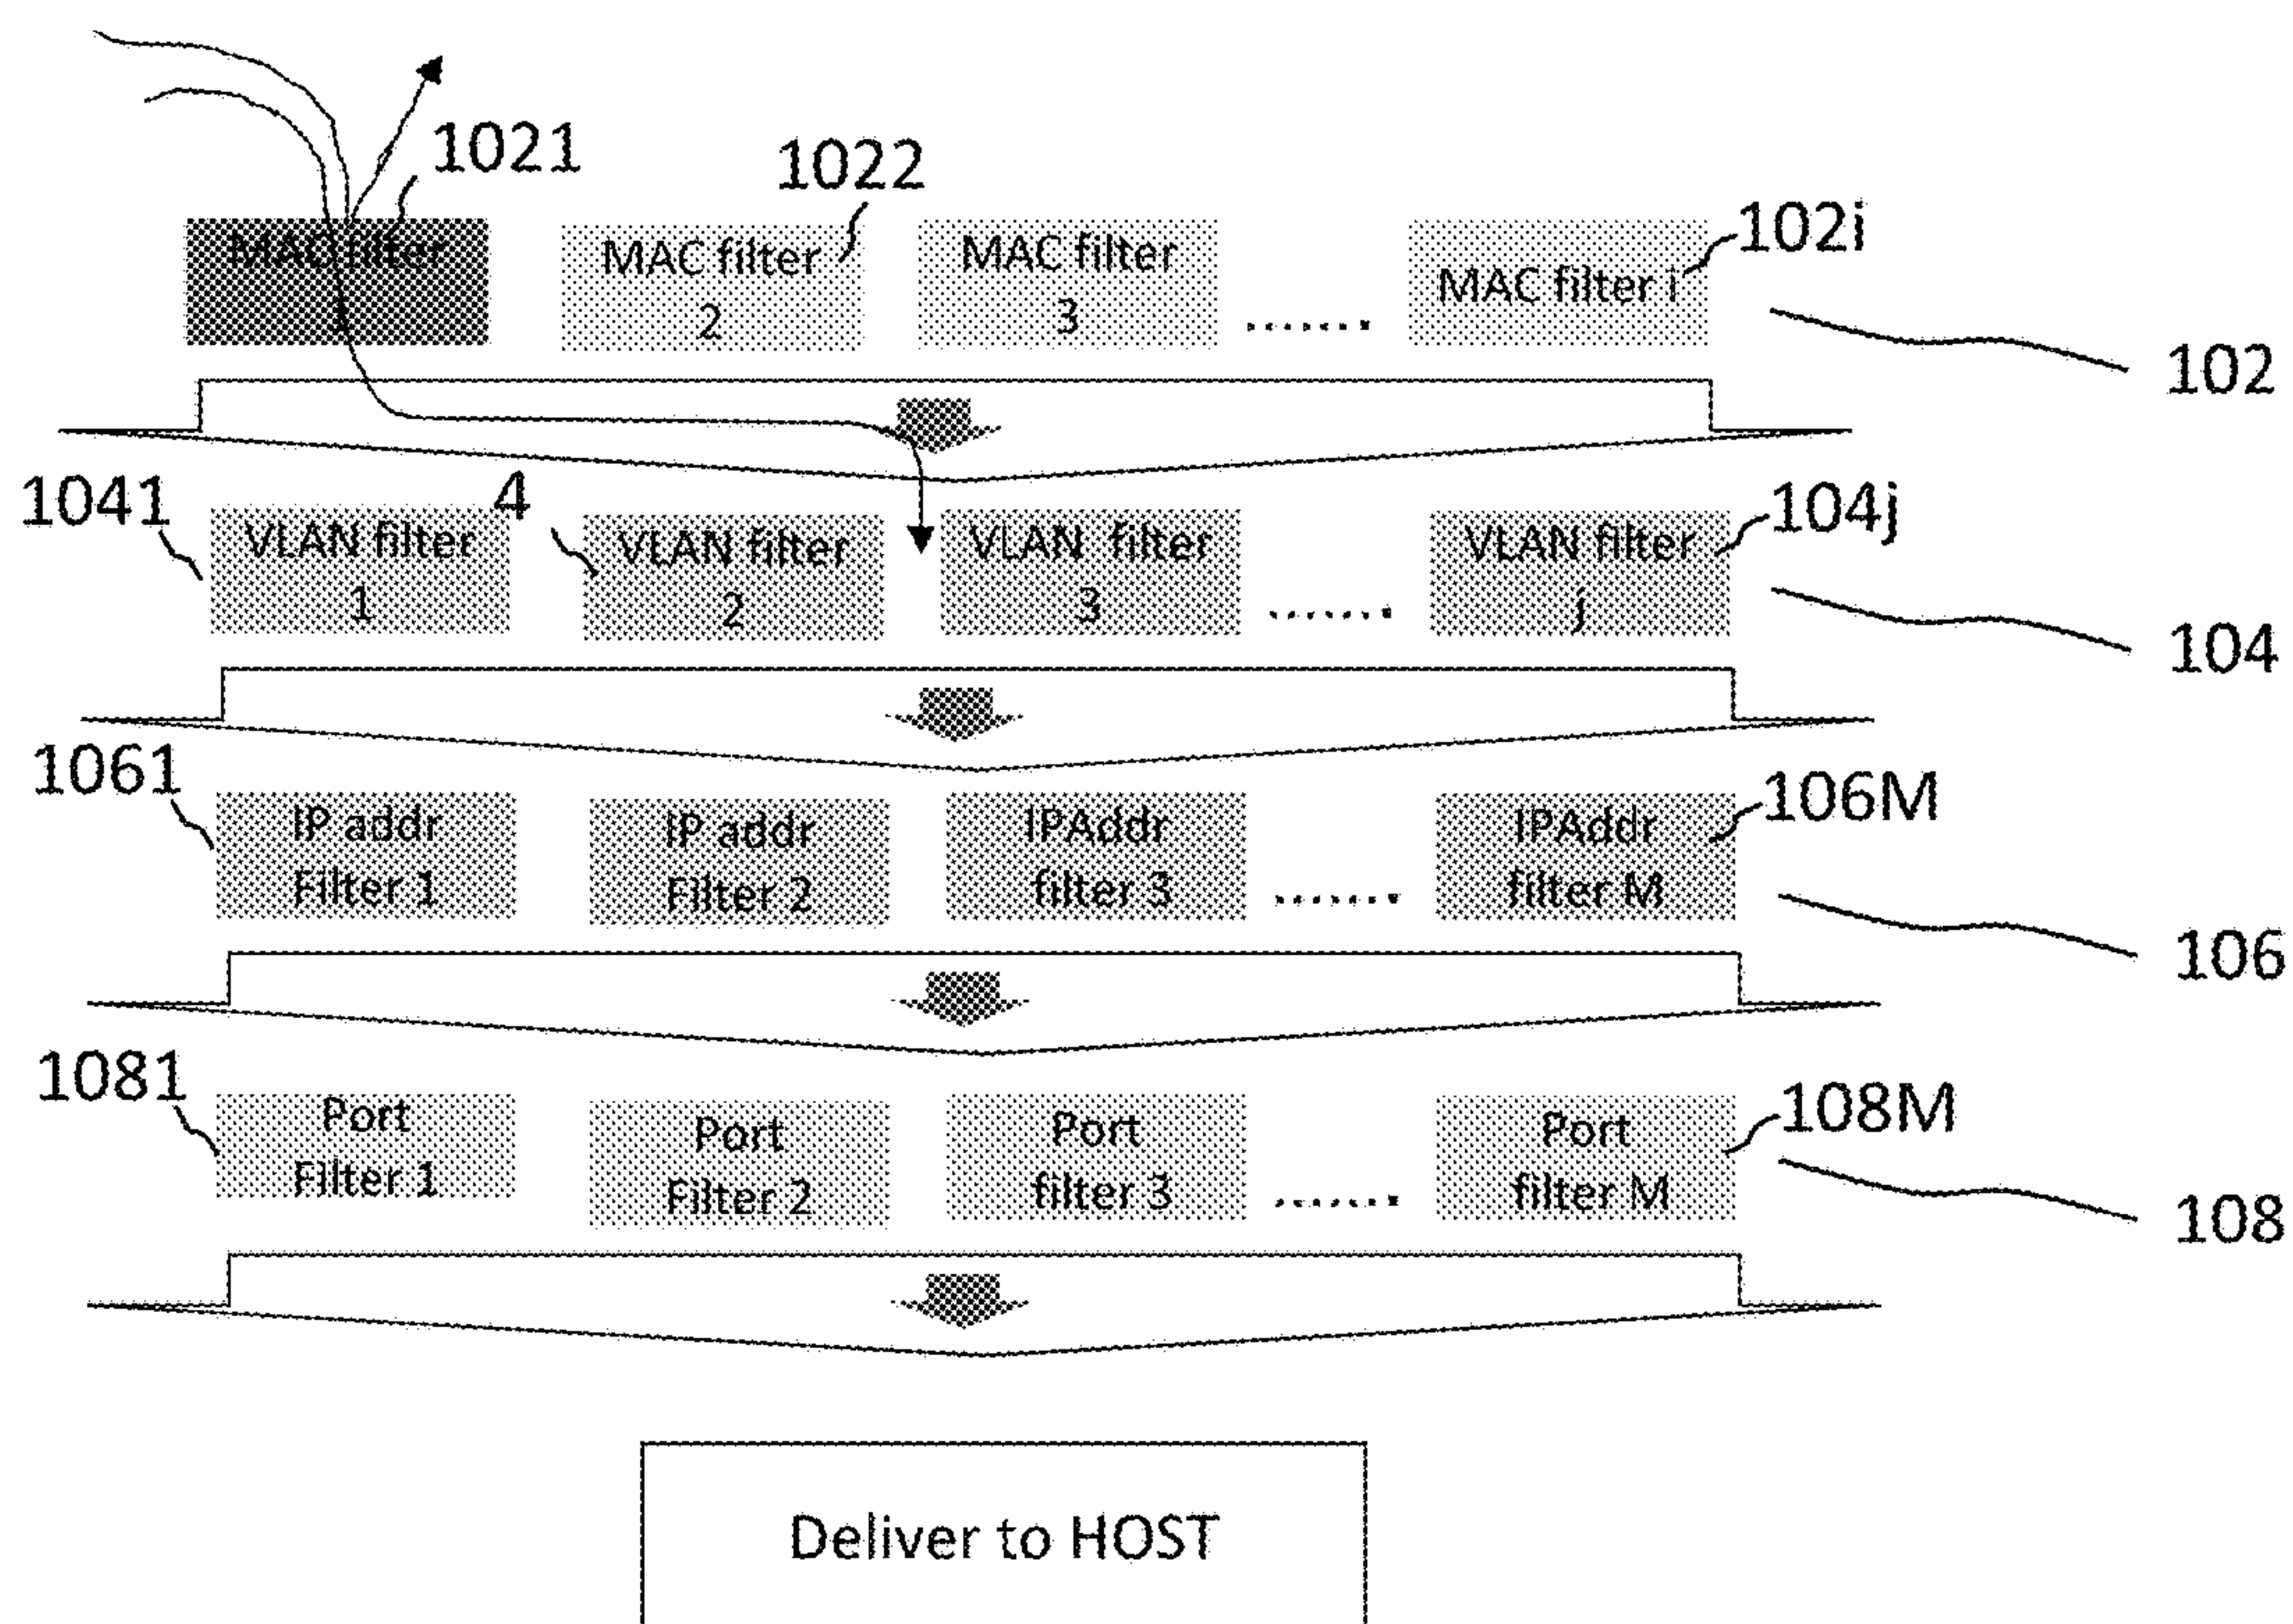 1021
1022
102i
MAC filter
1
MAC filter
2
MAC filter
3
.......
MAC filter i
102
1041
4
104j
VLAN filter
1
VLAN filter
2
VLAN filter
3
.......
VLAN filter
j
104
1061
106M
IP addr
Filter 1
IP addr
Filter 2
IPAddr
filter 3
.......
IPAddr
filter M
106
1081
108M
Port
Filter 1
Port
Filter 2
Port
filter 3
.......
Port
filter M
108
Deliver to HOST